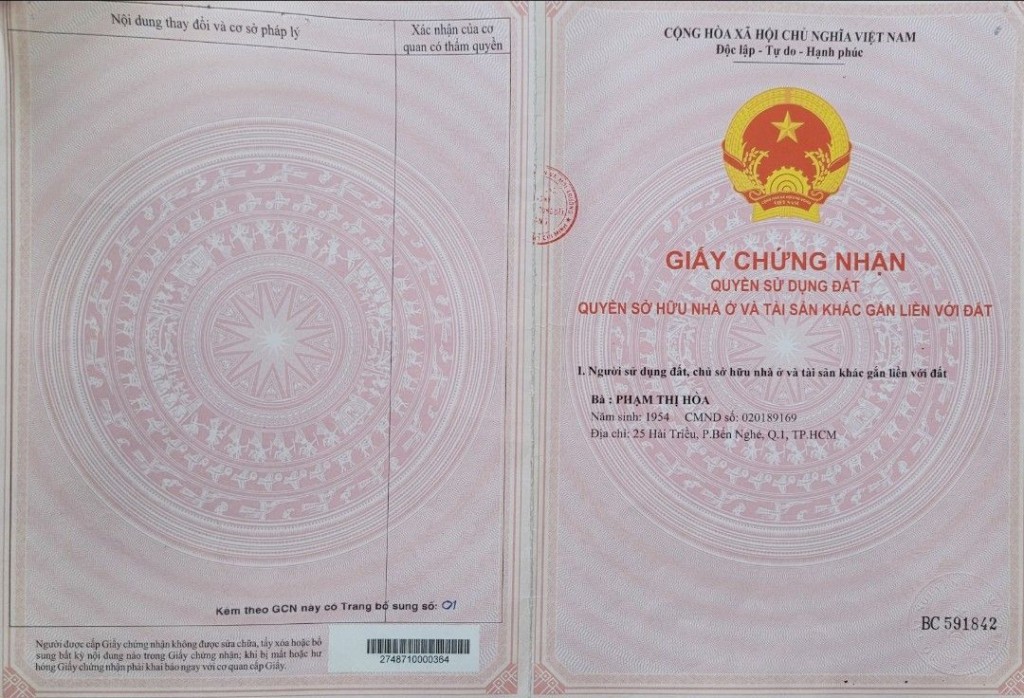 Nội dung thay đổi và cơ sở pháp lý
Xác nhận của cơ
quan có thẩm quyền
Kèm theo GCN này có Trang bổ sung số: 01
Người được cấp Giấy chứng nhận không được sửa chữa, tẩy xóa hoặc bổ
sung bất kỳ nội dung nào trong Giấy chứng nhận; khi bị mất hoặc hư
hỏng Giấy chứng nhận phải khai báo ngay với cơ quan cấp Giấy.
2748710000364
CỘNG HÒA XÃ HỘI CHỦ NGHĨA VIỆT NAM
Độc lập - Tự do - Hạnh phúc
VIỆT NAM
GIẤY CHỨNG NHẬN
QUYỀN SỬ DỤNG ĐẤT
QUYỀN SỞ HỮU NHÀ Ở VÀ TÀI SẢN KHÁC GẮN LIỀN VỚI ĐẤT
I. Người sử dụng đất, chủ sở hữu nhà ở và tài sản khác gắn liền với đất
Bà : PHẠM THỊ HÒA
Năm sinh: 1954 CMND số: 020189169
Địa chỉ: 25 Hải Triều, P.Bến Nghé, Q.1, TP.HCM
BC 591842